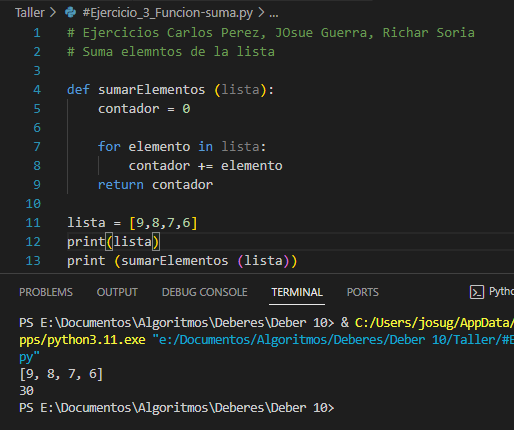 Taller > #Ejercicio_3_Funcion-suma.py > ...
1 # Ejercicios Carlos Perez, JOsue Guerra, Richar Soria
2 # Suma elemntos de la lista
3
4 def sumarElementos (lista):
5 contador = 0
6
7 for elemento in lista:
8 contador += elemento
9 return contador
10
11 lista = [9,8,7,6]
12 print(lista)
13 print (sumarElementos (lista))
PROBLEMS OUTPUT DEBUG CONSOLE TERMINAL PORTS Pytho
PS E:\Documentos\Algoritmos\Deberes\Deber 10> & C:/Users/josug/AppData/
pps/python3.11.exe "e:/Documentos/Algoritmos/Deberes/Deber 10/Taller/#E
py"
[9, 8, 7, 6]
30
PS E:\Documentos\Algoritmos\Deberes\Deber 10>